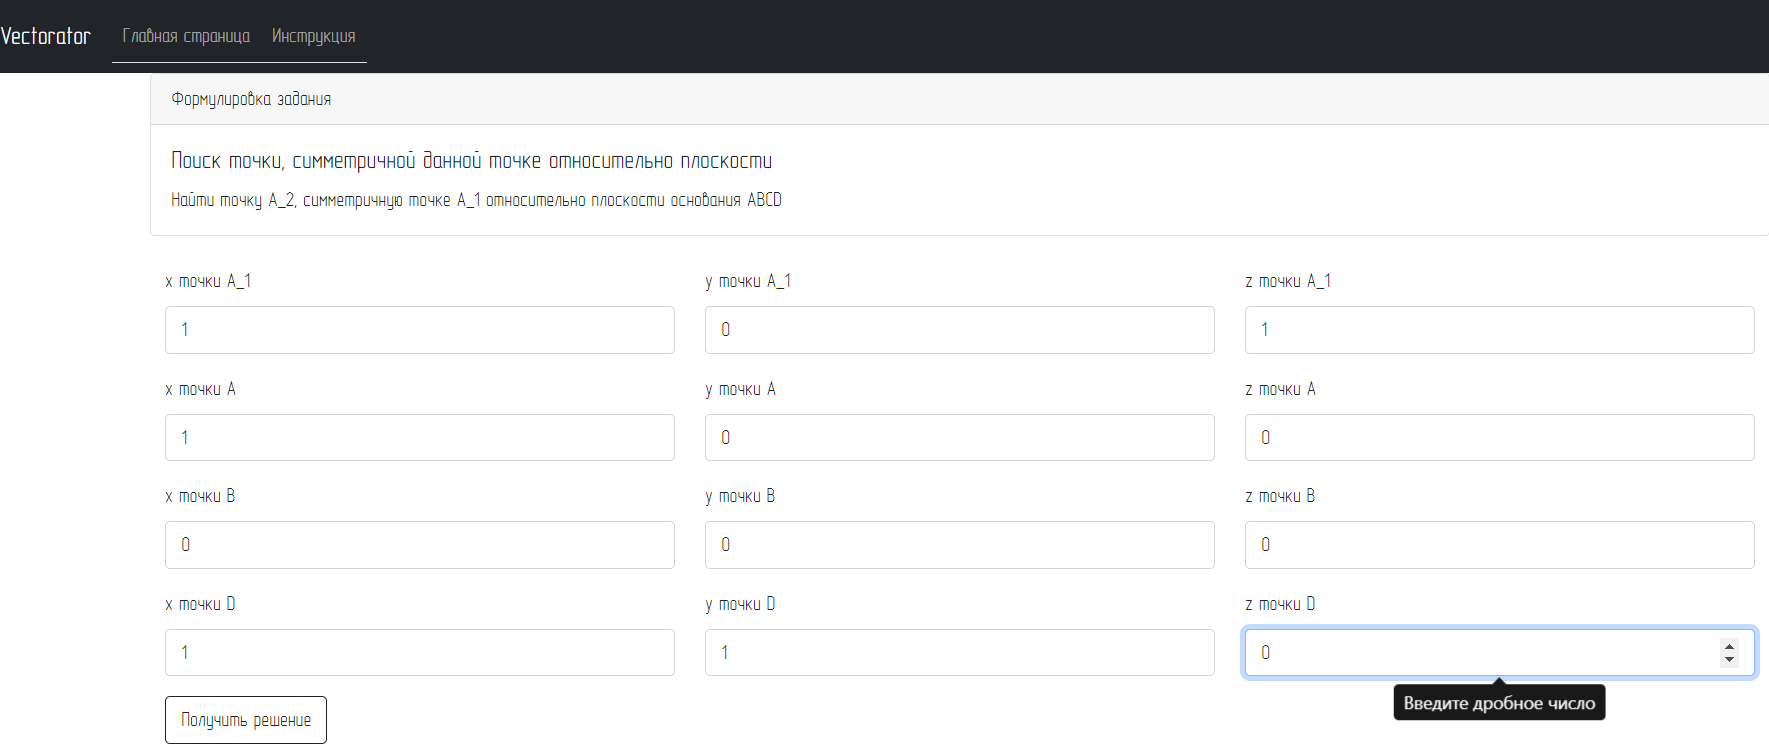 Vectorator Главная страница Инструкция
Формулировка задания
Поиск точки, симметричной данной точке относительно плоскости
Найти точку A_2, симметричную точке A_1 относительно плоскости основания ABCD
x точки A_1 y точки A_1 z точки A_1
1 0 1
x точки A y точки A z точки A
1 0 0
x точки B y точки B z точки B
0 0 0
x точки D y точки D z точки D
1 1 0
Введите дробное число
Получить решение